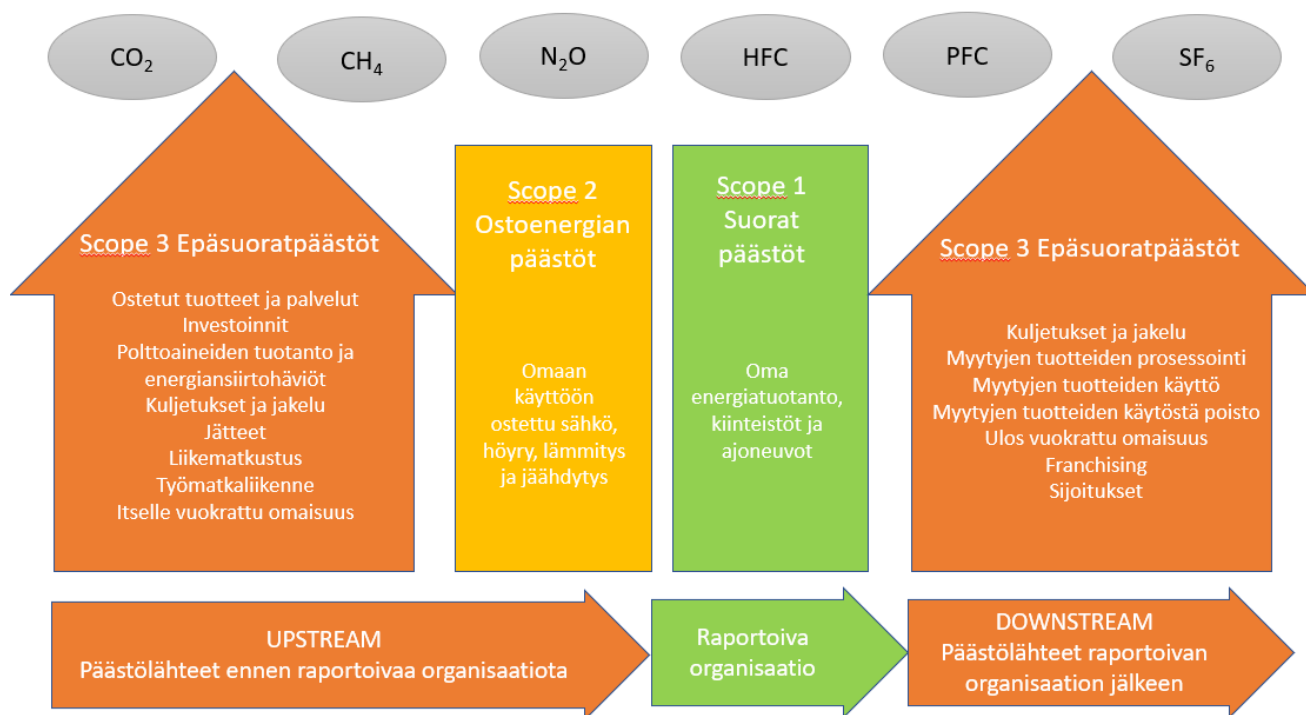 CO₂
CH₄
N₂O
HFC
PFC
SF₆
Scope 3 Epäsuoratpäästöt
Ostetut tuotteet ja palvelut
Investoinnit
Polttoaineiden tuotanto ja
energiansiirtohäviöt
Kuljetukset ja jakelu
Jätteet
Liikematkustus
Työmatkaliikenne
Itselle vuokrattu omaisuus
Scope 2
Ostoenergian
päästöt
Omaan
käyttöön
ostettu sähkö,
höyry, lämmitys
ja jäähdytys
Scope 1
Suorat
päästöt
Oma
energiatuotanto,
kiinteistöt ja
ajoneuvot
Scope 3 Epäsuoratpäästöt
Kuljetukset ja jakelu
Myytyjen tuotteiden prosessointi
Myytyjen tuotteiden käyttö
Myytyjen tuotteiden käytöstä poisto
Ulos vuokrattu omaisuus
Franchising
Sijoitukset
UPSTREAM
Päästölähteet ennen raportoivaa organisaatiota
Raportoiva
organisaatio
DOWNSTREAM
Päästölähteet raportoivan
organisaation jälkeen